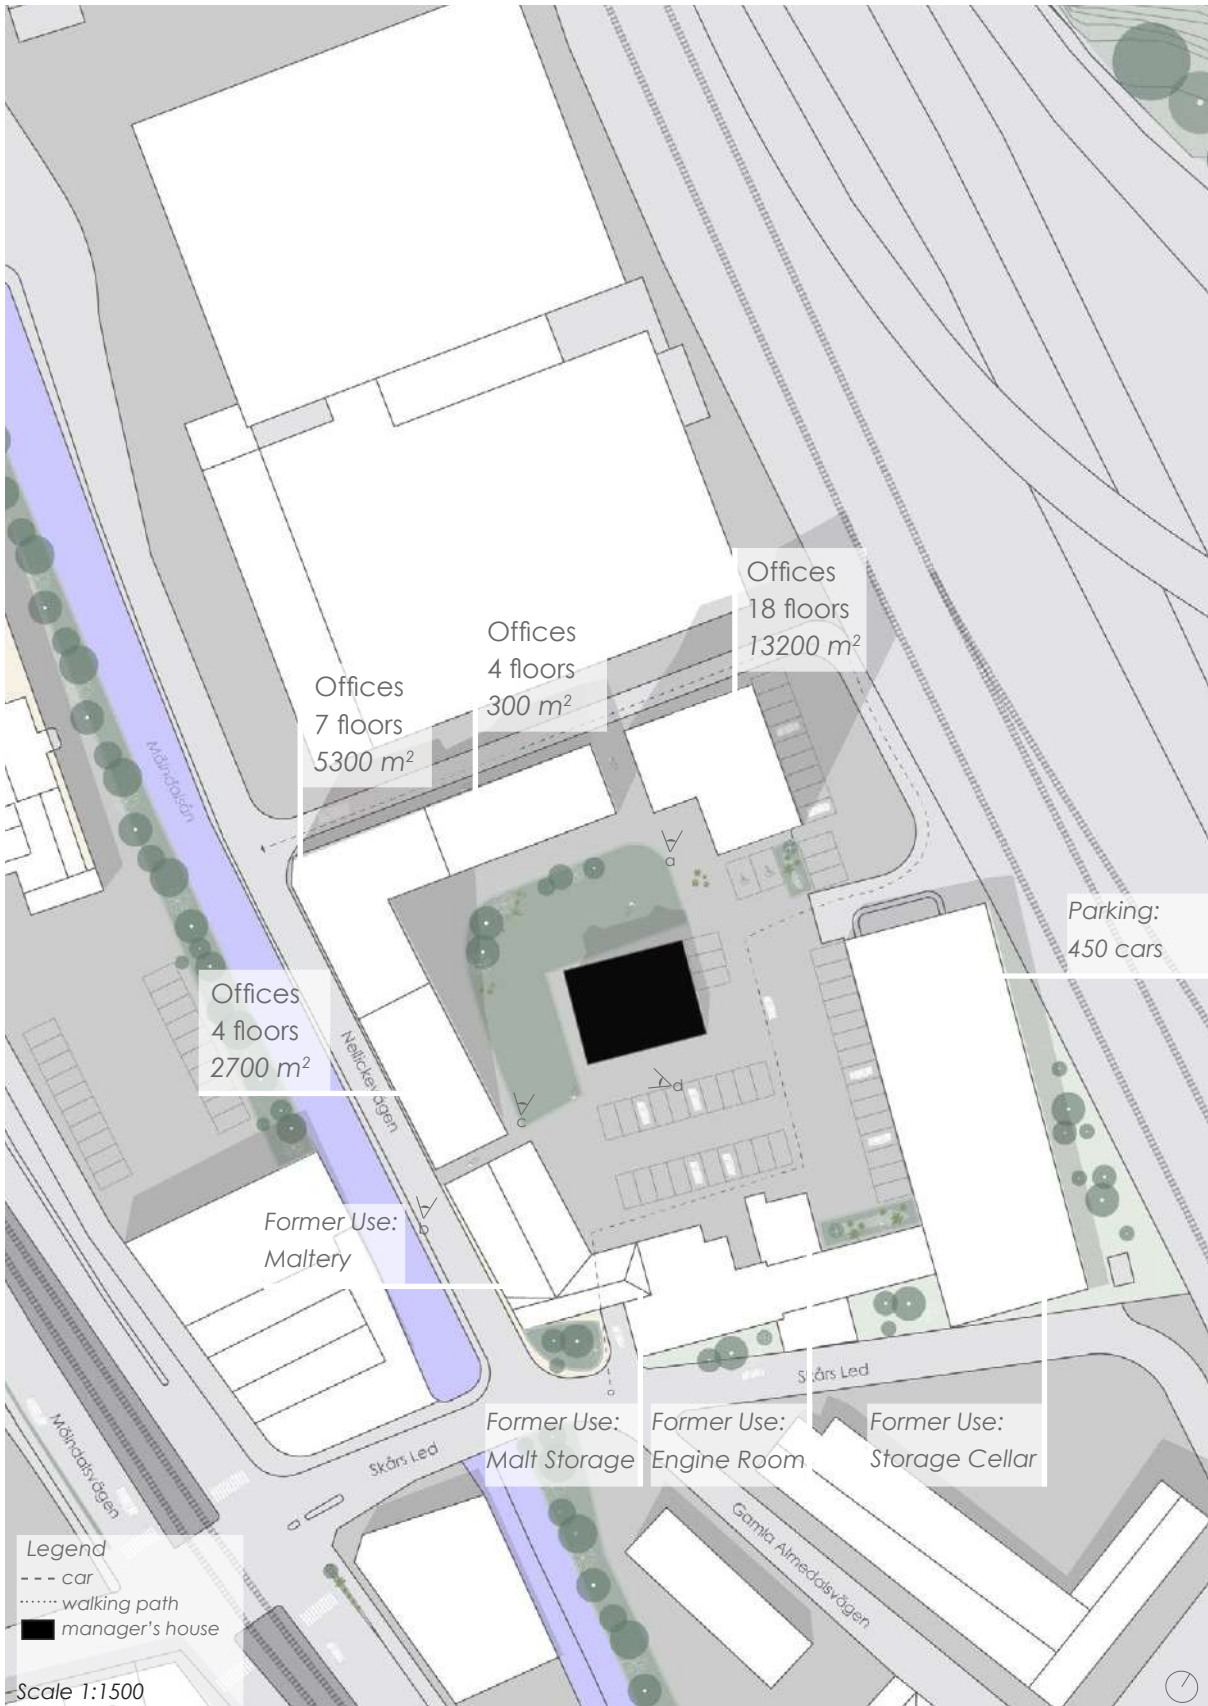 Offices
18 floors
13200 m²
Offices
4 floors
300 m²
Offices
7 floors
5300 m²
Mölndalsån
a
Parking:
450 cars
Offices
4 floors
2700 m²
Nellickevägen
d
c
b
Former Use:
Maltery
Skårs Led
Former Use:
Malt Storage
Former Use:
Engine Room
Former Use:
Storage Cellar
Mölndalsvägen
Skårs Led
Gamla Almedalsvägen
Legend
car
walking path
manager's house
Scale 1:1500